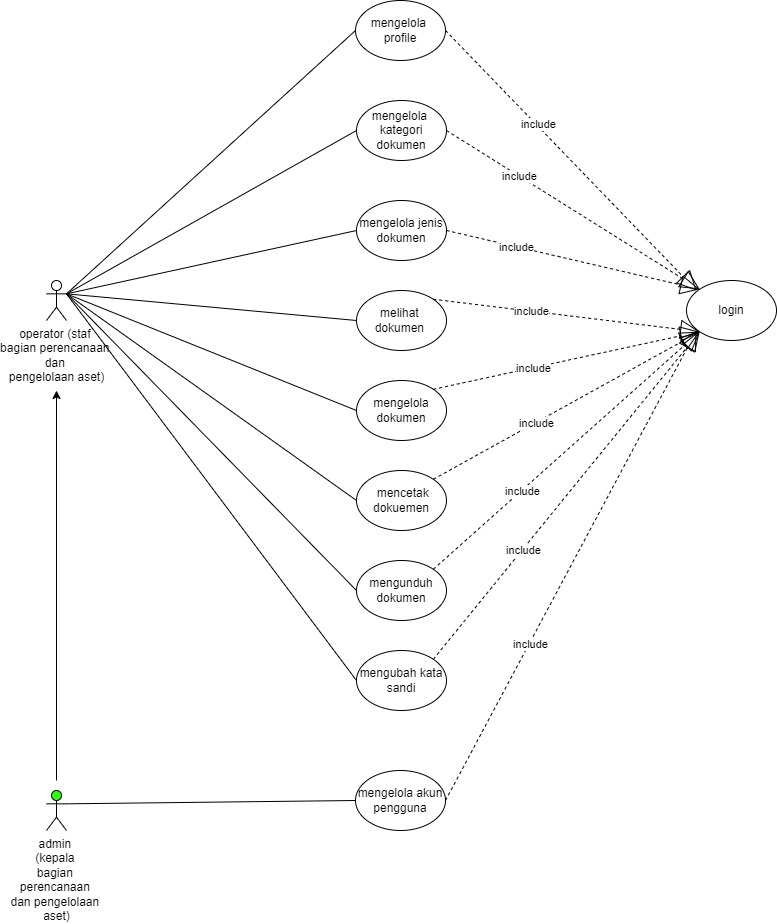 mengelola
profile
include
mengelola
kategori
dokumen
include
mengelola jenis
dokumen
include
login
operator (staf
bagian perencanaan
dan
pengelolaan aset)
melihat
dokumen
include
mengelola
dokumen
include
mencetak
dokuemen
include
mengunduh
dokumen
include
mengubah kata
sandi
include
mengelola akun
pengguna
include
admin
(kepala
bagian
perencanaan
dan pengelolaan
aset)